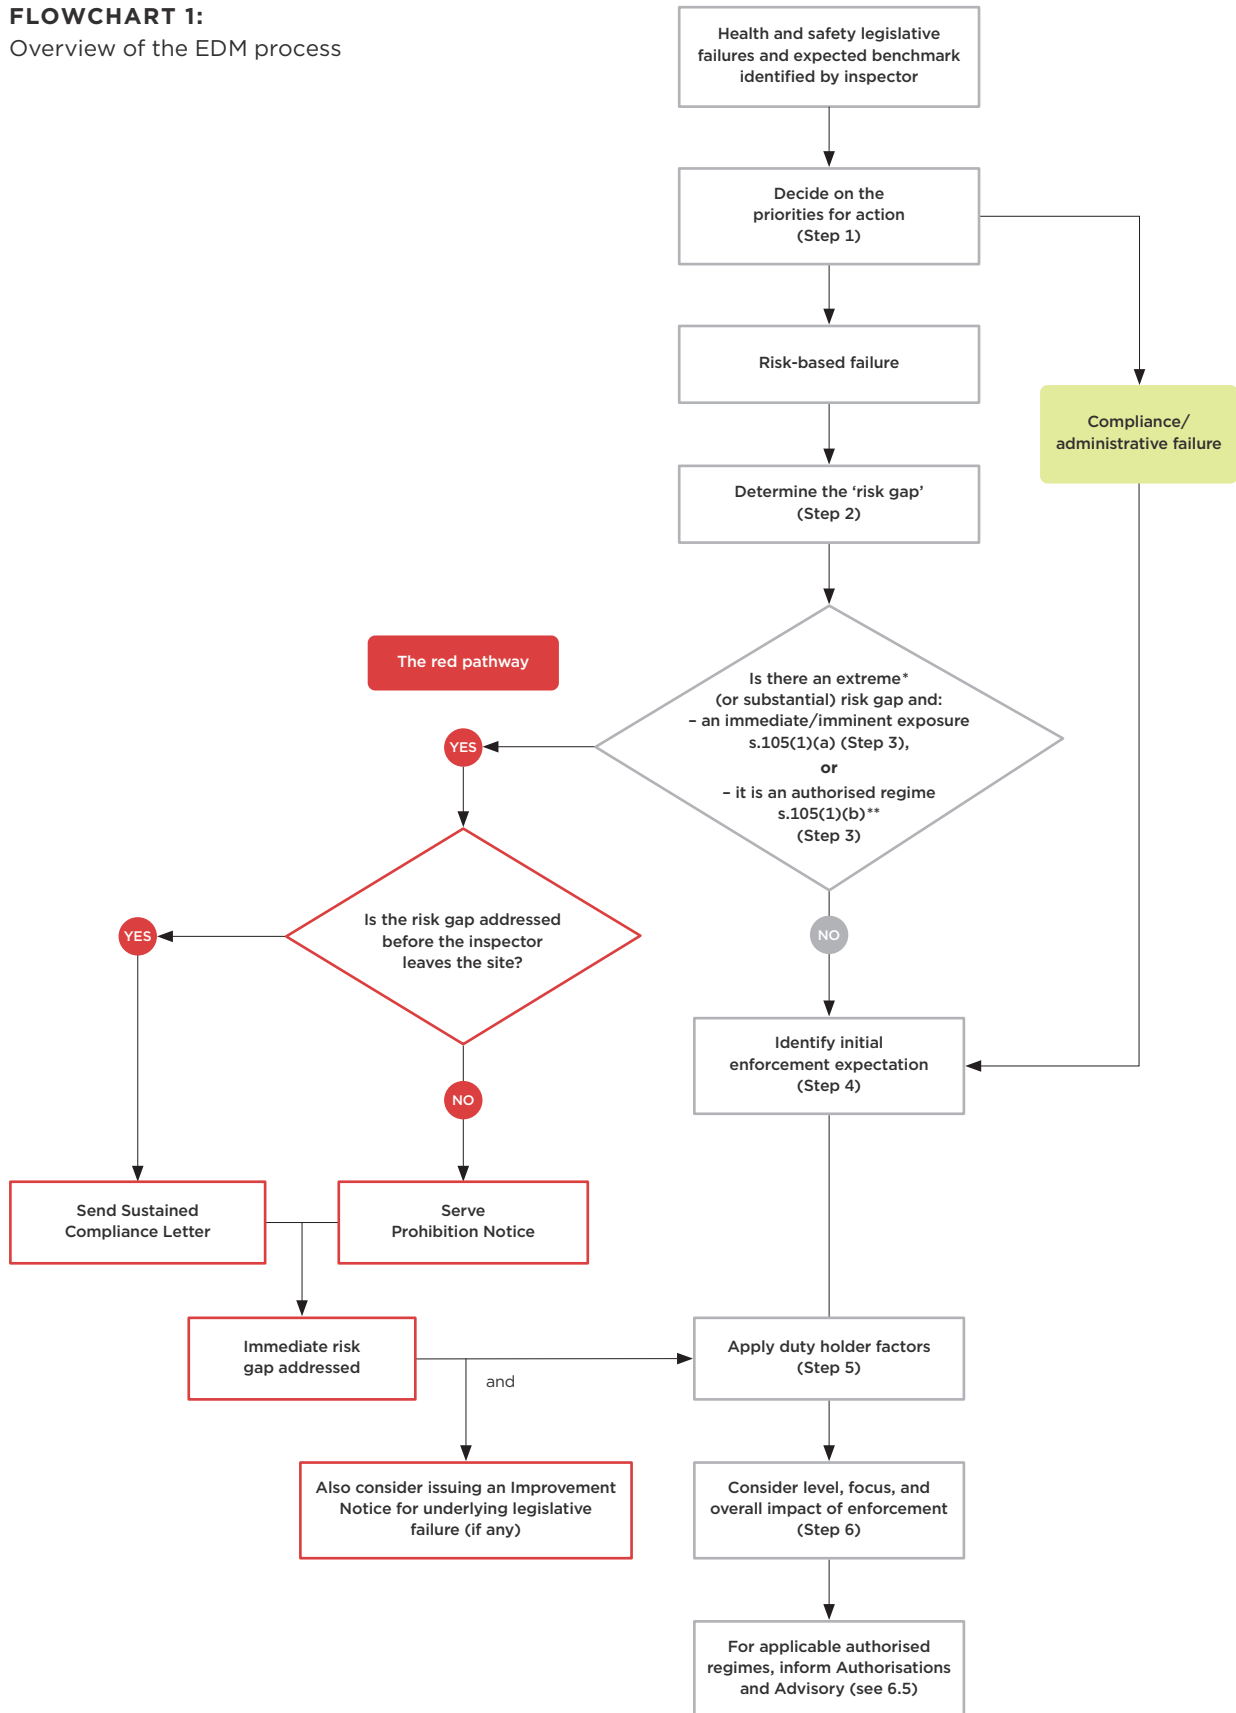 FLOWCHART 1:
Overview of the EDM process
Health and safety legislative
failures and expected benchmark
identified by inspector
Decide on the
priorities for action
(Step 1)
Risk-based failure
Compliance/
administrative failure
Determine the ‘risk gap’
(Step 2)
The red pathway
Is there an extreme*
(or substantial) risk gap and:
– an immediate/imminent exposure
s.105(1)(a) (Step 3),
or
– it is an authorised regime
s.105(1)(b)**
(Step 3)
YES
Is the risk gap addressed
before the inspector
leaves the site?
YES
NO
NO
Identify initial
enforcement expectation
(Step 4)
Send Sustained
Compliance Letter
Serve
Prohibition Notice
Immediate risk
gap addressed
and
Apply duty holder factors
(Step 5)
Also consider issuing an Improvement
Notice for underlying legislative
failure (if any)
Consider level, focus, and
overall impact of enforcement
(Step 6)
For applicable authorised
regimes, inform Authorisations
and Advisory (see 6.5)